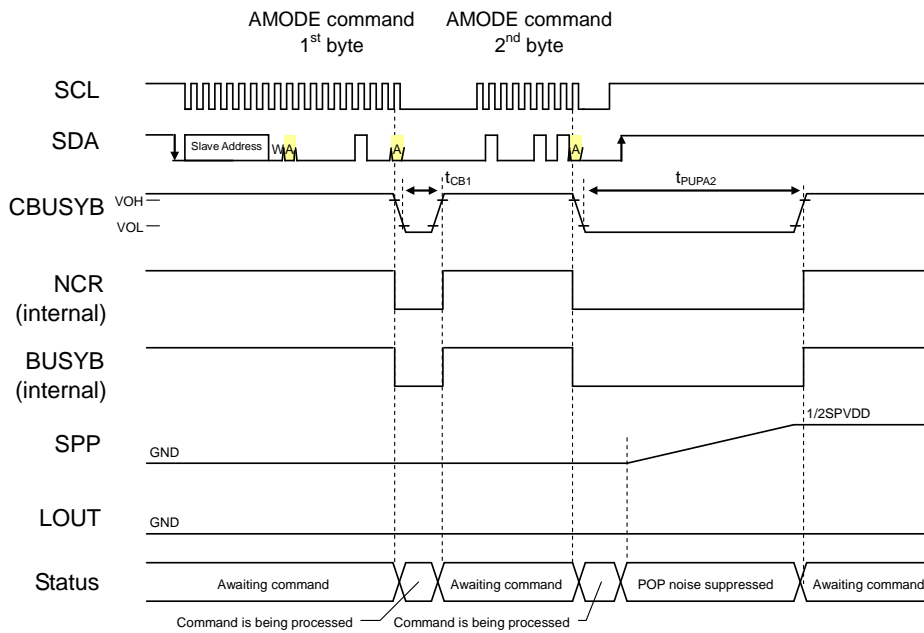 AMODE command
1st byte
AMODE command
2nd byte
SCL
SDA
Slave Address
W
A
A
A
CBUSYB
VOH
VOL
tCB1
tPUPA2
NCR
(internal)
BUSYB
(internal)
SPP
GND
1/2SPVDD
LOUT
GND
Status
Awaiting command
Awaiting command
POP noise suppressed
Awaiting command
Command is being processed
Command is being processed